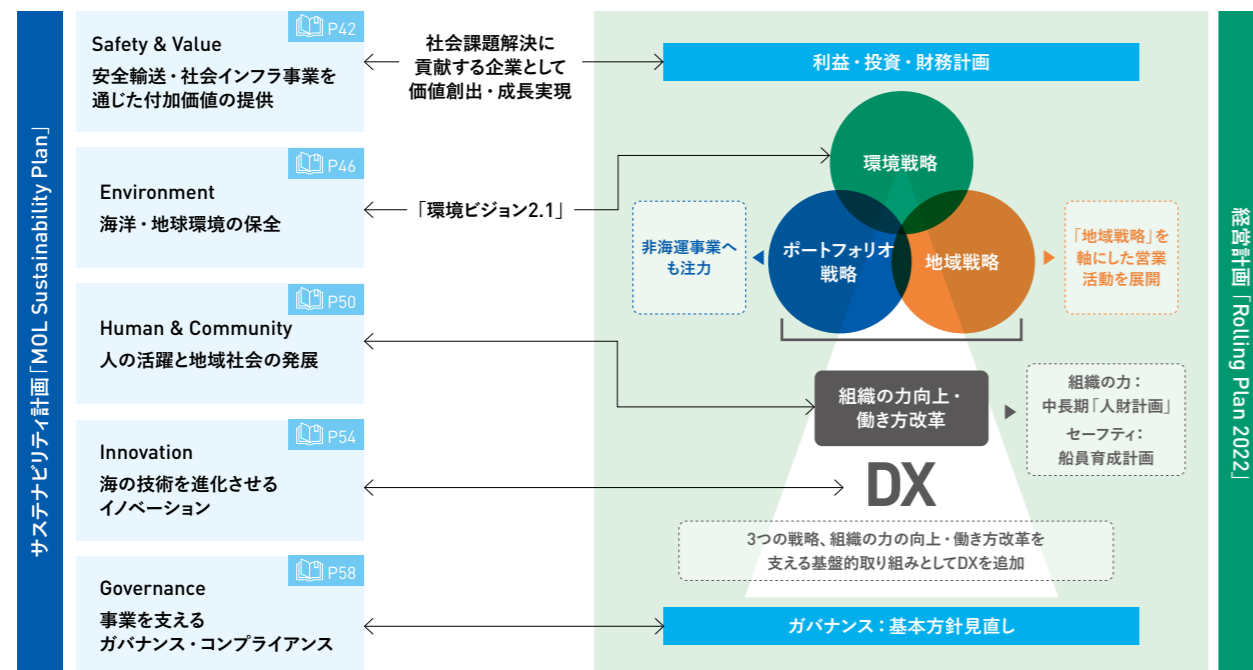 サステナビリティ計画「MOL Sustainability Plan」
P42
Safety & Value
安全輸送・社会インフラ事業を
通じた付加価値の提供
P46
Environment
海洋・地球環境の保全
P50
Human & Community
人の活躍と地域社会の発展
P54
Innovation
海の技術を進化させる
イノベーション
P58
Governance
事業を支える
ガバナンス・コンプライアンス
社会課題解決に
貢献する企業として
価値創出・成長実現
「環境ビジョン2.1」
利益・投資・財務計画
環境戦略
非海運事業へ
も注力
ポートフォリオ
戦略
地域戦略
「地域戦略」を
軸にした営業
活動を展開
組織の力向上・
働き方改革
組織の力：
中長期「人財計画」
セーフティ：
船員育成計画
DX
3つの戦略、組織の力の向上・働き方改革を
支える基盤的取り組みとしてDXを追加
ガバナンス：基本方針見直し
経営計画「Rolling Plan 2022」